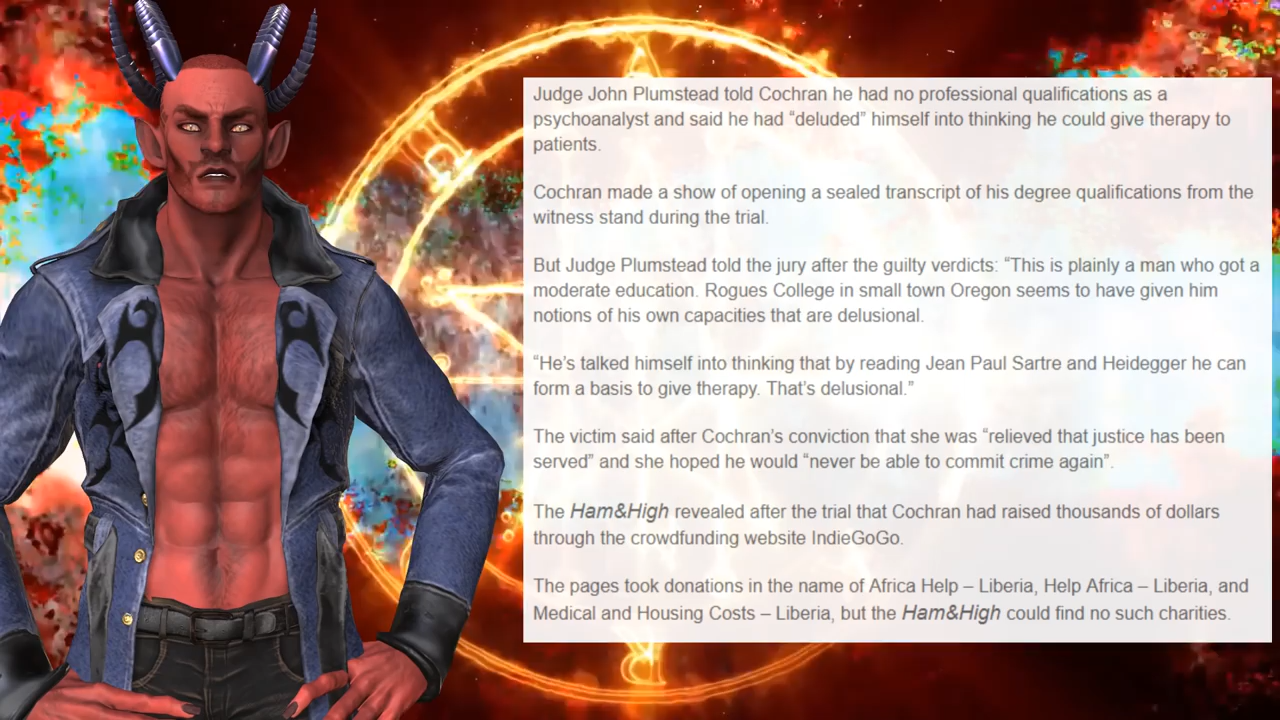 Judge John Plumstead told Cochran he had no professional qualifications as a
psychoanalyst and said he had “deluded” himself into thinking he could give therapy to
patients.
Cochran made a show of opening a sealed transcript of his degree qualifications from the
witness stand during the trial.
But Judge Plumstead told the jury after the guilty verdicts: “This is plainly a man who got a
moderate education. Rogues College in small town Oregon seems to have given him
notions of his own capacities that are delusional.
“He’s talked himself into thinking that by reading Jean Paul Sartre and Heidegger he can
form a basis to give therapy. That’s delusional.”
The victim said after Cochran’s conviction that she was “relieved that justice has been
served” and she hoped he would “never be able to commit crime again”.
The Ham&High revealed after the trial that Cochran had raised thousands of dollars
through the crowdfunding website IndieGoGo.
The pages took donations in the name of Africa Help – Liberia, Help Africa – Liberia, and
Medical and Housing Costs – Liberia, but the Ham&High could find no such charities.